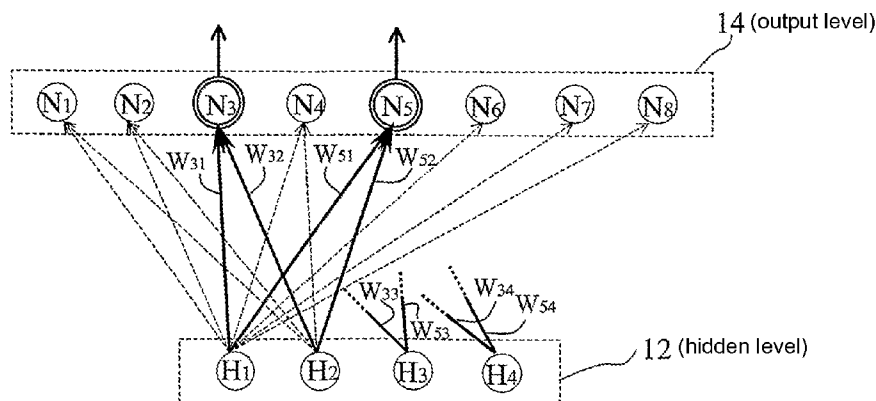 14 (output level)
N1 N2 N3 N4 N5 N6 N7 N8
W31 W32 W51 W52
W33 W34
W53 W54
12 (hidden level)
H1 H2 H3 H4